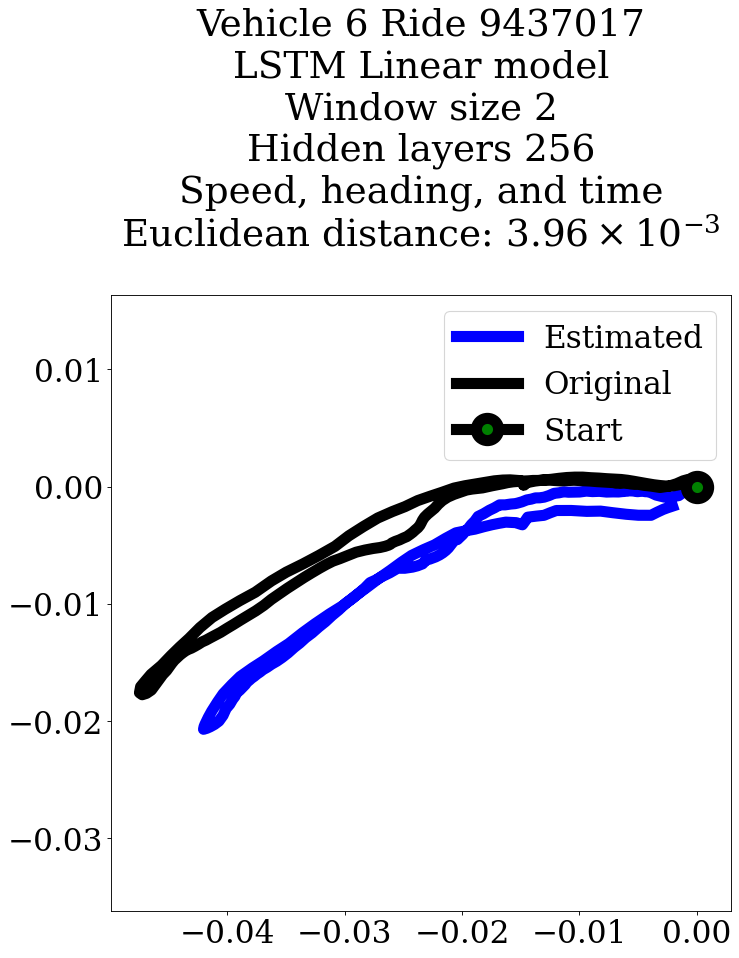 Vehicle 6 Ride 9437017
LSTM Linear model
Window size 2
Hidden layers 256
Speed, heading, and time
Euclidean distance: 3.96 × 10⁻³
Estimated
Original
Start
0.01
0.00
−0.01
−0.02
−0.03
−0.04 −0.03 −0.02 −0.01 0.00